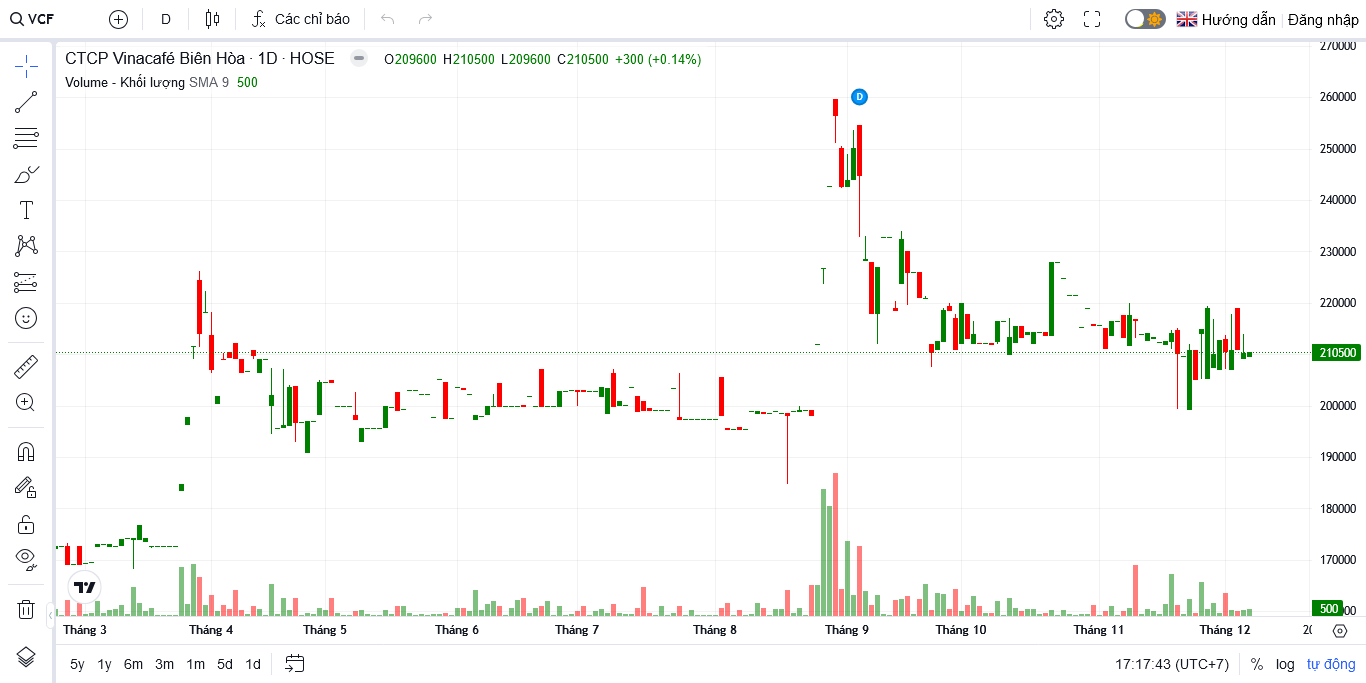 VCF D Các chỉ báo Hướng dẫn Đăng nhập
CTCP Vinacafé Biên Hòa · 1D · HOSE O209600 H210500 L209600 C210500 +300 (+0.14%)
Volume - Khối lượng SMA 9 500
D
270000
260000
250000
240000
230000
220000
210500
200000
190000
180000
170000
500
Tháng 3 Tháng 4 Tháng 5 Tháng 6 Tháng 7 Tháng 8 Tháng 9 Tháng 10 Tháng 11 Tháng 12
5y 1y 6m 3m 1m 5d 1d 17:17:43 (UTC+7) % log tự động